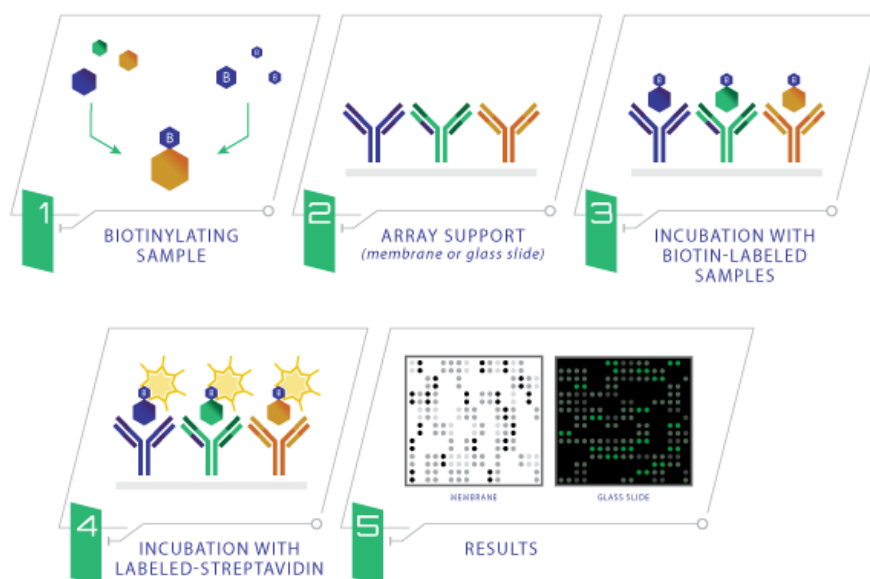 B
B
B
B
1
BIOTINYLATING
SAMPLE
2
ARRAY SUPPORT
(membrane or glass slide)
B
B
B
3
INCUBATION WITH
BIOTIN-LABELED
SAMPLES
B
B
B
4
INCUBATION WITH
LABELED-STREPTAVIDIN
MEMBRANE
GLASS SLIDE
5
RESULTS